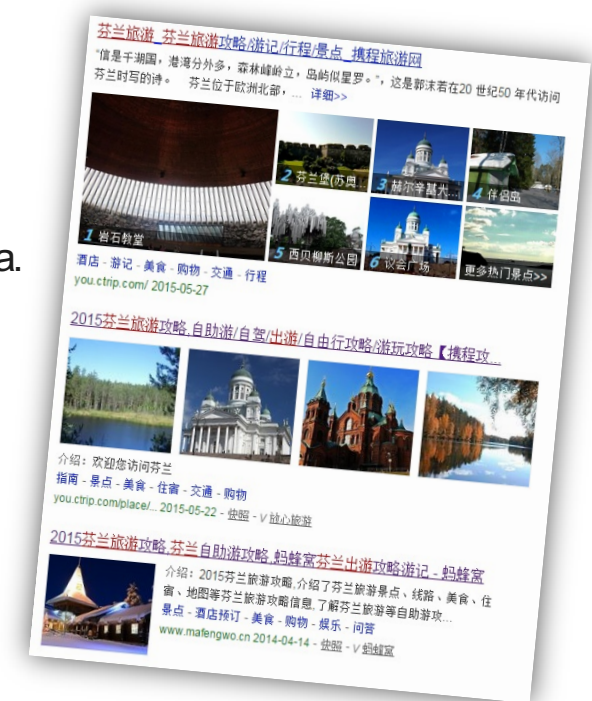 a.
芬兰旅游_芬兰旅游攻略/游记/行程/景点_携程旅游网
“信是千湖国，港湾分外多，森林峰岭立，岛屿似星罗。”，这是郭沫若在20 世纪50 年代访问
芬兰时写的诗。 芬兰位于欧洲北部，... 详细>>
1 岩石教堂
2 芬兰堡(苏奥...
3 赫尔辛基大...
4 伴侣岛
5 西贝柳斯公园
6 议会广场
更多热门景点>>
酒店 - 游记 - 美食 - 购物 - 交通 - 行程
you.ctrip.com/ 2015-05-27
2015芬兰旅游攻略,自助游/自驾/出游/自由行攻略/游玩攻略【携程攻...
介绍：欢迎您访问芬兰
指南 - 景点 - 美食 - 住宿 - 交通 - 购物
you.ctrip.com/place/... 2015-05-22 - 快照 - V 放心旅游
2015芬兰旅游攻略,芬兰自助游攻略,蚂蜂窝芬兰出游攻略游记 - 蚂蜂窝
介绍：2015芬兰旅游攻略,介绍了芬兰旅游景点、线路、美食、住
宿、地图等芬兰旅游攻略信息,了解芬兰旅游等自助游攻...
景点 - 酒店预订 - 美食 - 购物 - 娱乐 - 问答
www.mafengwo.cn 2014-04-14 - 快照 - V 蚂蜂窝